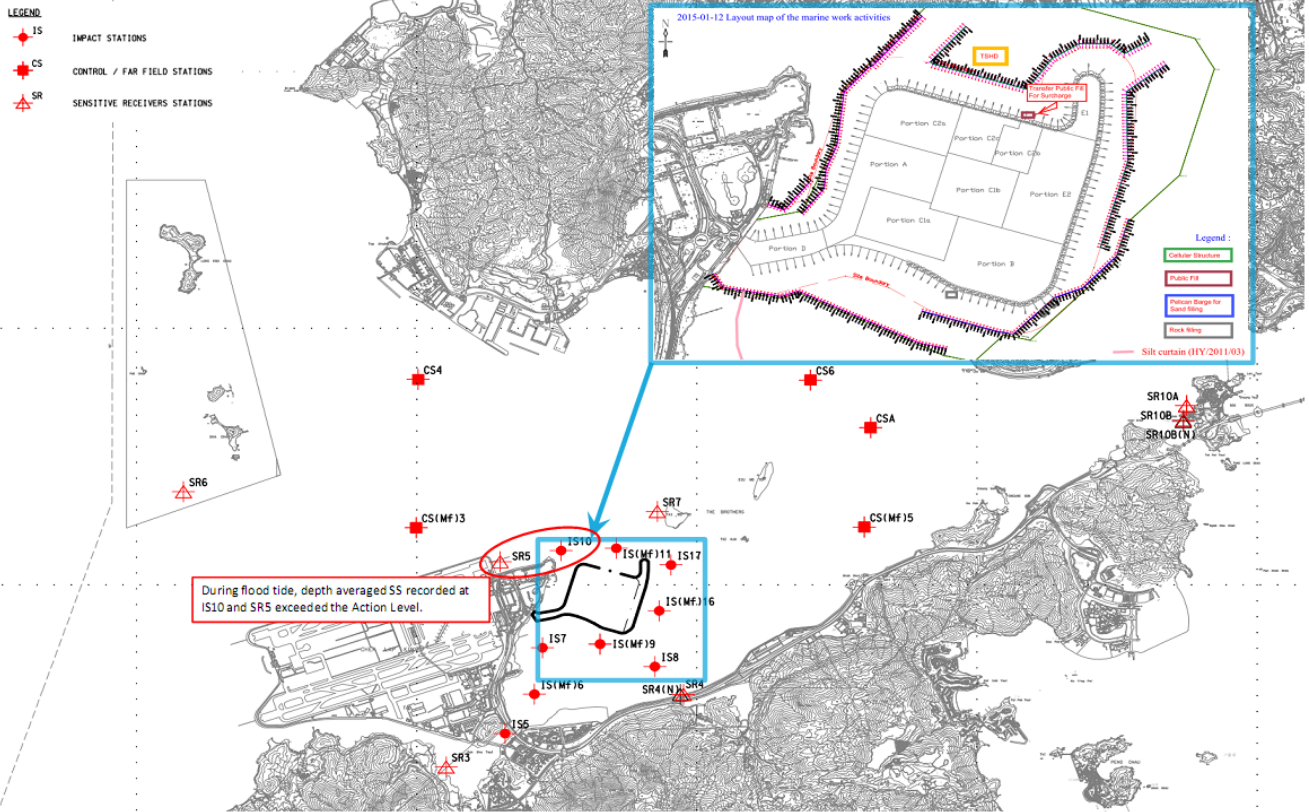 LEGEND
IS
IMPACT STATIONS
CS
CONTROL / FAR FIELD STATIONS
SR
SENSITIVE RECEIVERS STATIONS
2015-01-12 Layout map of the marine work activities
N
TSHD
Transfer Public Fill
For Surcharge
E1
Portion C2a
Portion C2c
Portion C2b
Portion A
Portion C1b
Portion E2
Portion C1a
Portion D
Portion B
Site Boundary
Site Boundary
Legend :
Cellular Structure
Public Fill
Pelican Barge for
Sand filling
Rock filling
Silt curtain (HY/2011/03)
CS4
CS6
CSA
SR10A
SR10B
SR10B(N)
SR6
SR7
THE BROTHERS
CS(Mf)3
CS(Mf)5
IS10
SR5
IS(Mf)11
IS17
During flood tide, depth averaged SS recorded at
IS10 and SR5 exceeded the Action Level.
IS(Mf)16
IS7
IS(Mf)9
IS8
IS(Mf)6
SR4(N)
SR4
IS5
SR3
PENG CHAU